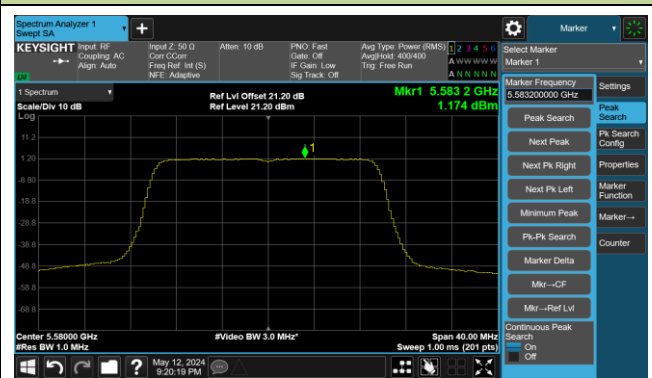 Spectrum Analyzer 1
Swept SA
Marker
KEYSIGHT
Input: RF
Coupling: AC
Align: Auto
Input Z: 50 Ω
Corr CCorr
Freq Ref: Int (S)
NFE: Adaptive
Atten: 10 dB
PNO: Fast
Gate: Off
IF Gain: Low
Sig Track: Off
Avg Type: Power (RMS)
Avg|Hold: 400/400
Trig: Free Run
1 2 3 4 5 6
A W W W W W
A N N N N N
Select Marker
Marker 1
LXI
1 Spectrum
Scale/Div 10 dB
Log
Ref Lvl Offset 21.20 dB
Ref Level 21.20 dBm
Mkr1 5.583 2 GHz
1.174 dBm
11.2
1.20
-8.80
-18.8
-28.8
-38.8
-48.8
-58.8
-68.8
1
Center 5.58000 GHz
#Res BW 1.0 MHz
#Video BW 3.0 MHz*
Span 40.00 MHz
Sweep 1.00 ms (201 pts)
Marker Frequency
5.583200000 GHz
Peak Search
Next Peak
Next Pk Right
Next Pk Left
Minimum Peak
Pk-Pk Search
Marker Delta
Mkr→CF
Mkr→Ref Lvl
Continuous Peak
Search
On
Off
Settings
Peak
Search
Pk Search
Config
Properties
Marker
Function
Marker→
Counter
May 12, 2024
9:20:19 PM